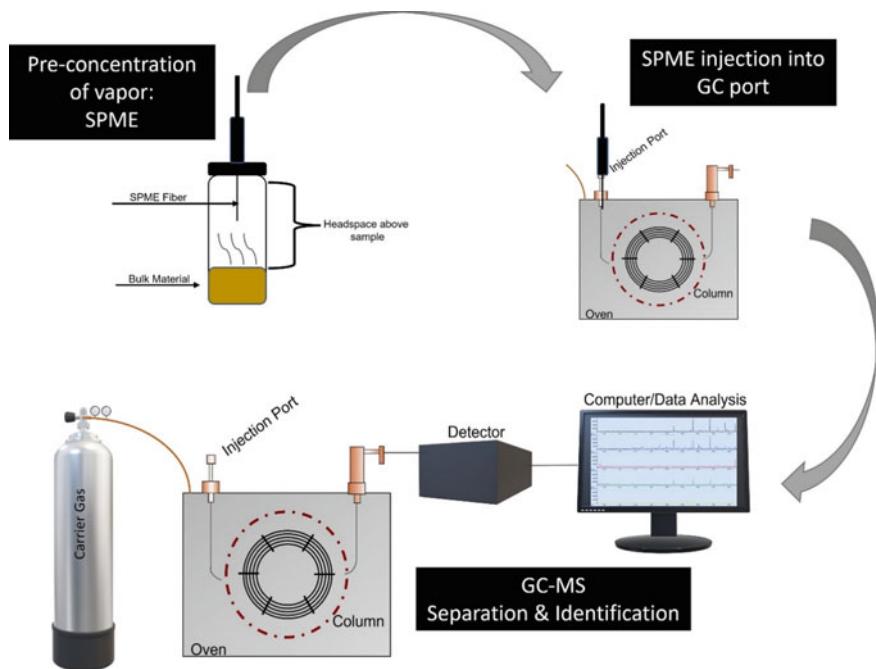 Pre-concentration
of vapor:
SPME
SPME injection into
GC port
SPME Fiber
Headspace above
sample
Bulk Material
Injection Port
Column
Oven
Carrier Gas
Injection Port
Column
Oven
Detector
Computer/Data Analysis
GC-MS
Separation & Identification